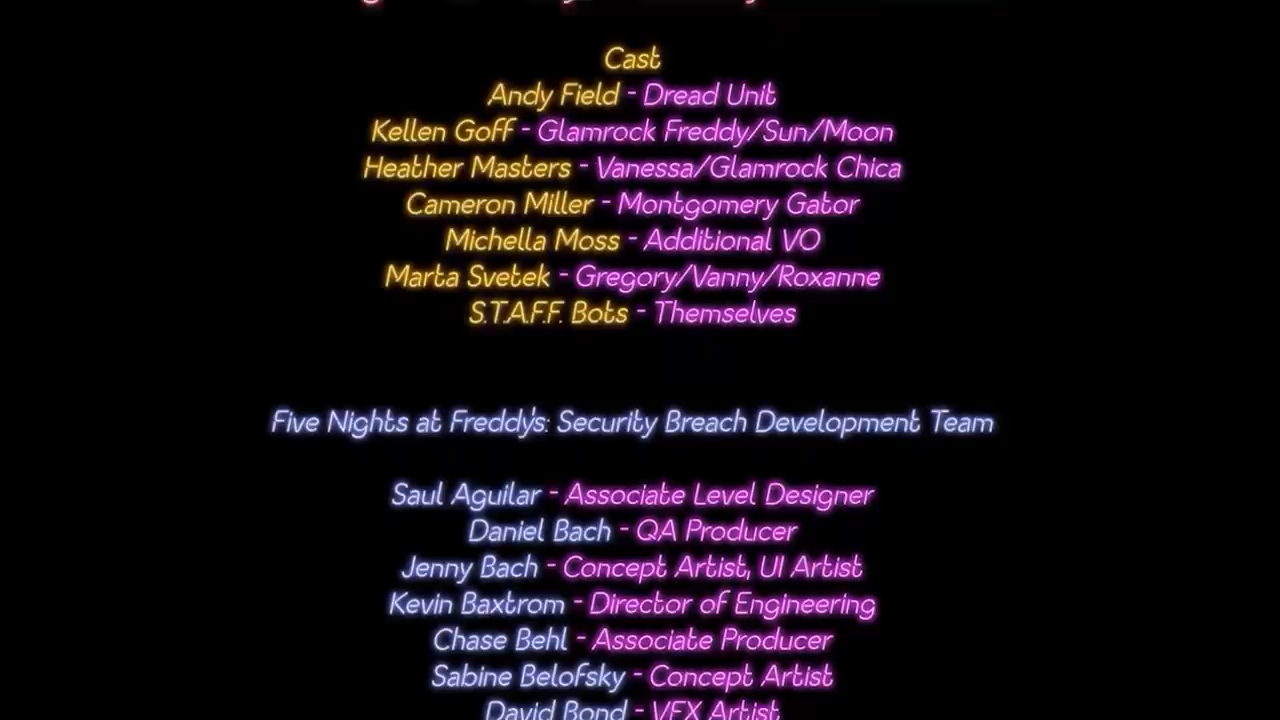 Cast
Andy Field - Dread Unit
Kellen Goff - Glamrock Freddy/Sun/Moon
Heather Masters - Vanessa/Glamrock Chica
Cameron Miller - Montgomery Gator
Michella Moss - Additional VO
Marta Svetek - Gregory/Vanny/Roxanne
S.T.A.F.F. Bots - Themselves
Five Nights at Freddy's: Security Breach Development Team
Saul Aguilar - Associate Level Designer
Daniel Bach - QA Producer
Jenny Bach - Concept Artist, UI Artist
Kevin Baxtrom - Director of Engineering
Chase Behl - Associate Producer
Sabine Belofsky - Concept Artist
David Bond - VFX Artist